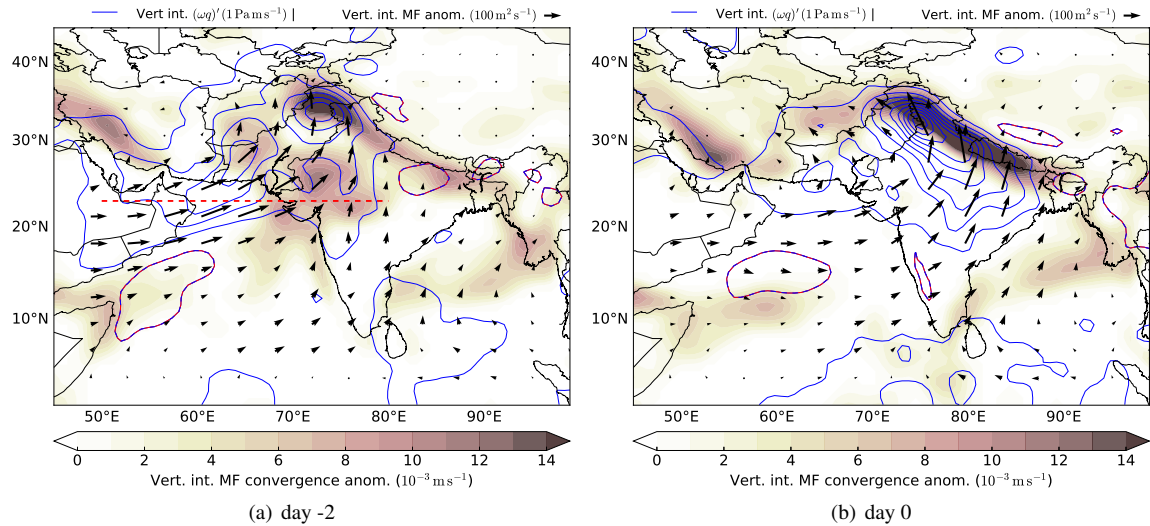 Vert int. (ωq)′ (1 Pa m s⁻¹) | Vert int. MF anom. (100 m² s⁻¹)
40°N
30°N
20°N
10°N
50°E 60°E 70°E 80°E 90°E
0 2 4 6 8 10 12 14
Vert. int. MF convergence anom. (10⁻³ m s⁻¹)
(a) day -2
Vert int. (ωq)′ (1 Pa m s⁻¹) | Vert int. MF anom. (100 m² s⁻¹)
40°N
30°N
20°N
10°N
50°E 60°E 70°E 80°E 90°E
0 2 4 6 8 10 12 14
Vert. int. MF convergence anom. (10⁻³ m s⁻¹)
(b) day 0